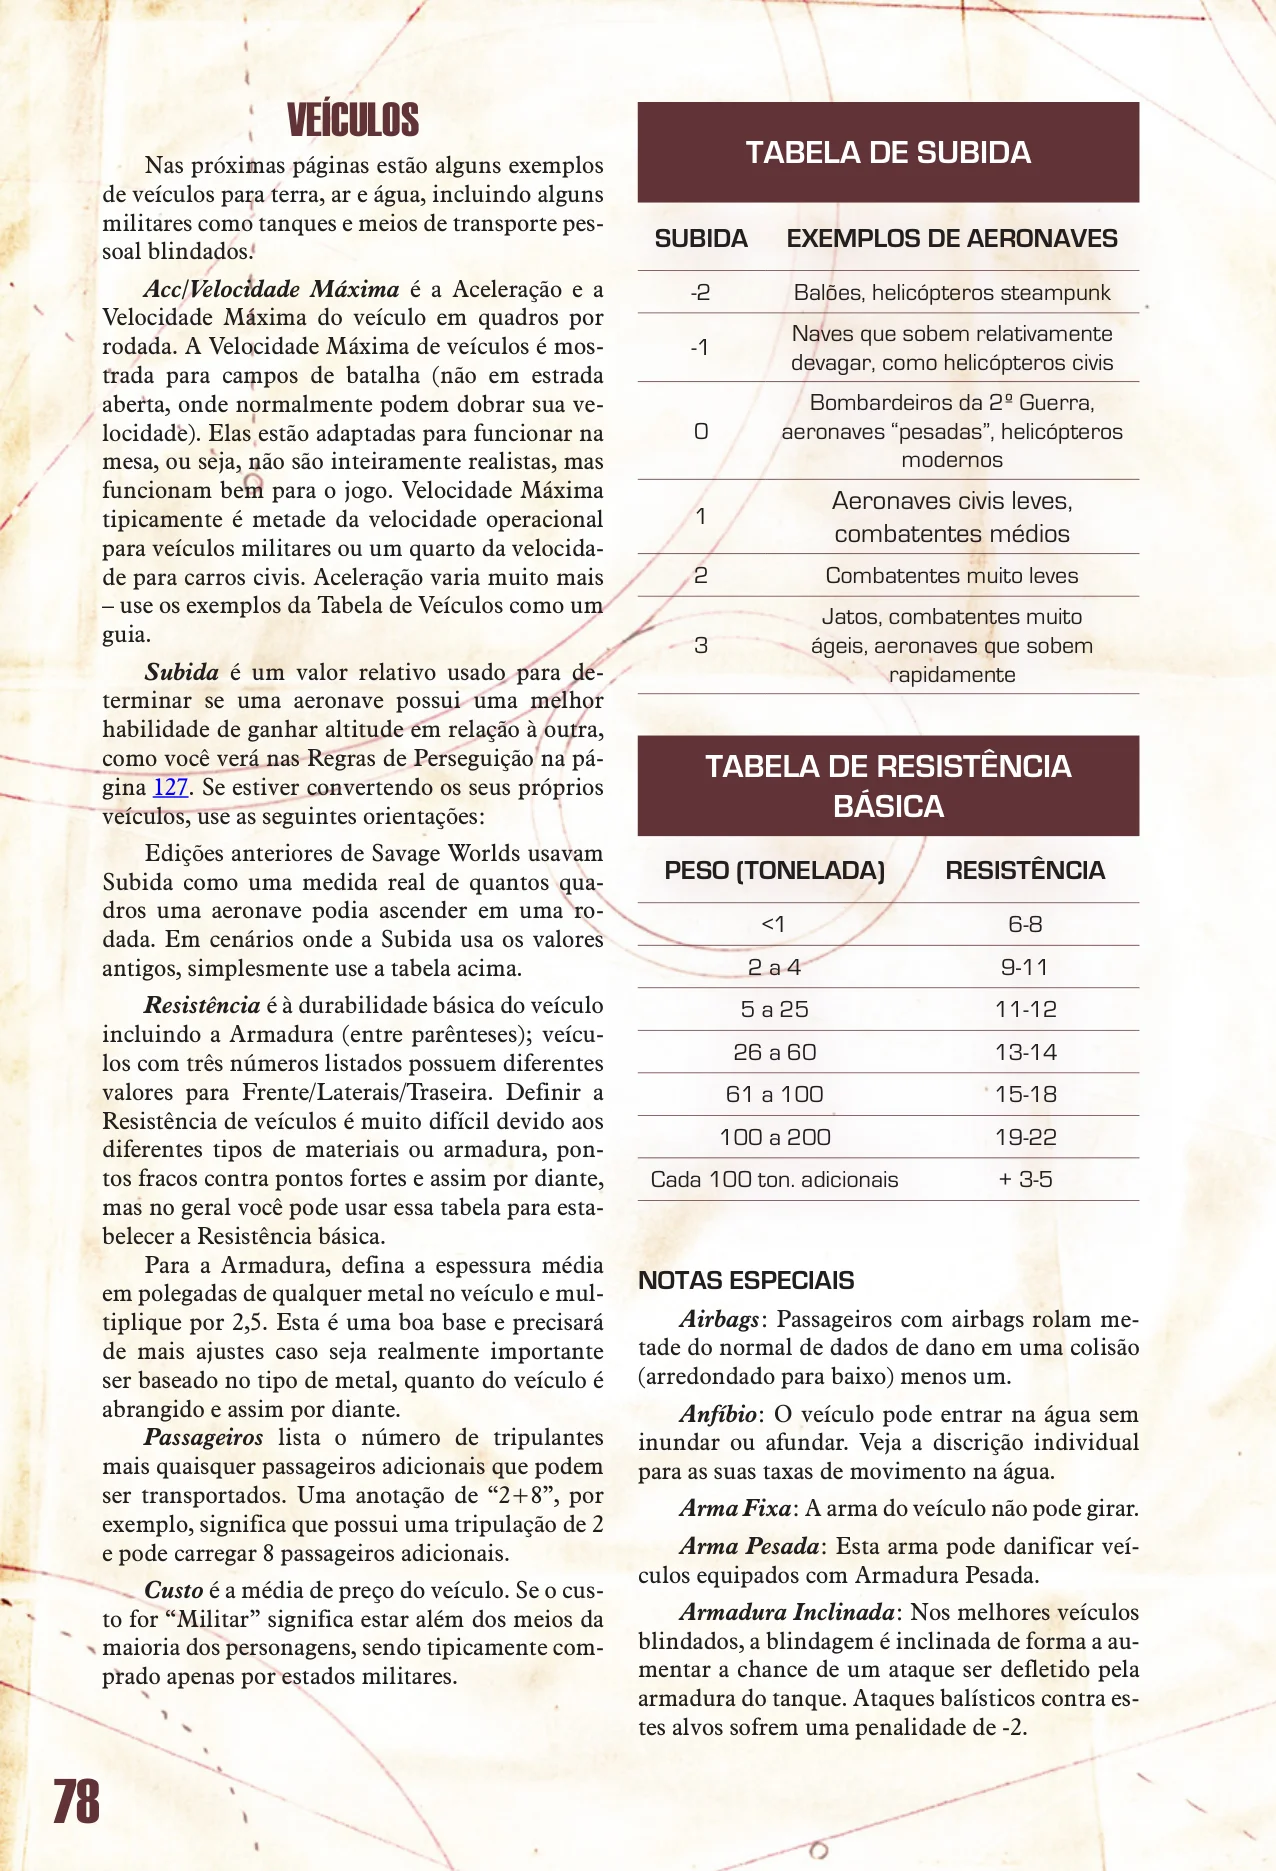 VEÍCULOS
Nas próximas páginas estão alguns exemplos
de veículos para terra, ar e água, incluindo alguns
militares como tanques e meios de transporte pes-
soal blindados.
Acc/Velocidade Máxima é a Aceleração e a
Velocidade Máxima do veículo em quadros por
rodada. A Velocidade Máxima de veículos é mos-
trada para campos de batalha (não em estrada
aberta, onde normalmente podem dobrar sua ve-
locidade). Elas estão adaptadas para funcionar na
mesa, ou seja, não são inteiramente realistas, mas
funcionam bem para o jogo. Velocidade Máxima
tipicamente é metade da velocidade operacional
para veículos militares ou um quarto da velocida-
de para carros civis. Aceleração varia muito mais
– use os exemplos da Tabela de Veículos como um
guia.
Subida é um valor relativo usado para de-
terminar se uma aeronave possui uma melhor
habilidade de ganhar altitude em relação à outra,
como você verá nas Regras de Perseguição na pá-
gina 127. Se estiver convertendo os seus próprios
veículos, use as seguintes orientações:
Edições anteriores de Savage Worlds usavam
Subida como uma medida real de quantos qua-
dros uma aeronave podia ascender em uma ro-
dada. Em cenários onde a Subida usa os valores
antigos, simplesmente use a tabela acima.
Resistência é à durabilidade básica do veículo
incluindo a Armadura (entre parênteses); veícu-
los com três números listados possuem diferentes
valores para Frente/Laterais/Traseira. Definir a
Resistência de veículos é muito difícil devido aos
diferentes tipos de materiais ou armadura, pon-
tos fracos contra pontos fortes e assim por diante,
mas no geral você pode usar essa tabela para esta-
belecer a Resistência básica.
Para a Armadura, defina a espessura média
em polegadas de qualquer metal no veículo e mul-
tiplique por 2,5. Esta é uma boa base e precisará
de mais ajustes caso seja realmente importante
ser baseado no tipo de metal, quanto do veículo é
abrangido e assim por diante.
Passageiros lista o número de tripulantes
mais quaisquer passageiros adicionais que podem
ser transportados. Uma anotação de “2+8”, por
exemplo, significa que possui uma tripulação de 2
e pode carregar 8 passageiros adicionais.
Custo é a média de preço do veículo. Se o cus-
to for “Militar” significa estar além dos meios da
maioria dos personagens, sendo tipicamente com-
prado apenas por estados militares.
TABELA DE SUBIDA
SUBIDA EXEMPLOS DE AERONAVES
-2 Balões, helicópteros steampunk
-1 Naves que sobem relativamente
devagar, como helicópteros civis
0 Bombardeiros da 2ª Guerra,
aeronaves “pesadas”, helicópteros
modernos
1 Aeronaves civis leves,
combatentes médios
2 Combatentes muito leves
3 Jatos, combatentes muito
ágeis, aeronaves que sobem
rapidamente
TABELA DE RESISTÊNCIA
BÁSICA
PESO (TONELADA) RESISTÊNCIA
<1 6-8
2 a 4 9-11
5 a 25 11-12
26 a 60 13-14
61 a 100 15-18
100 a 200 19-22
Cada 100 ton. adicionais + 3-5
NOTAS ESPECIAIS
Airbags: Passageiros com airbags rolam me-
tade do normal de dados de dano em uma colisão
(arredondado para baixo) menos um.
Anfíbio: O veículo pode entrar na água sem
inundar ou afundar. Veja a discrição individual
para as suas taxas de movimento na água.
Arma Fixa: A arma do veículo não pode girar.
Arma Pesada: Esta arma pode danificar veí-
culos equipados com Armadura Pesada.
Armadura Inclinada: Nos melhores veículos
blindados, a blindagem é inclinada de forma a au-
mentar a chance de um ataque ser defletido pela
armadura do tanque. Ataques balísticos contra es-
tes alvos sofrem uma penalidade de -2.
78